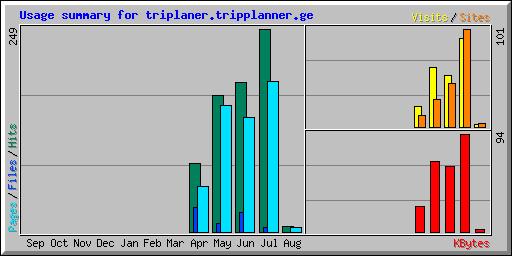 Usage summary for triplaner.tripplanner.ge
Visits/Sites
249
101
Pages/Files/Hits
94
Sep Oct Nov Dec Jan Feb Mar Apr May Jun Jul Aug
KBytes